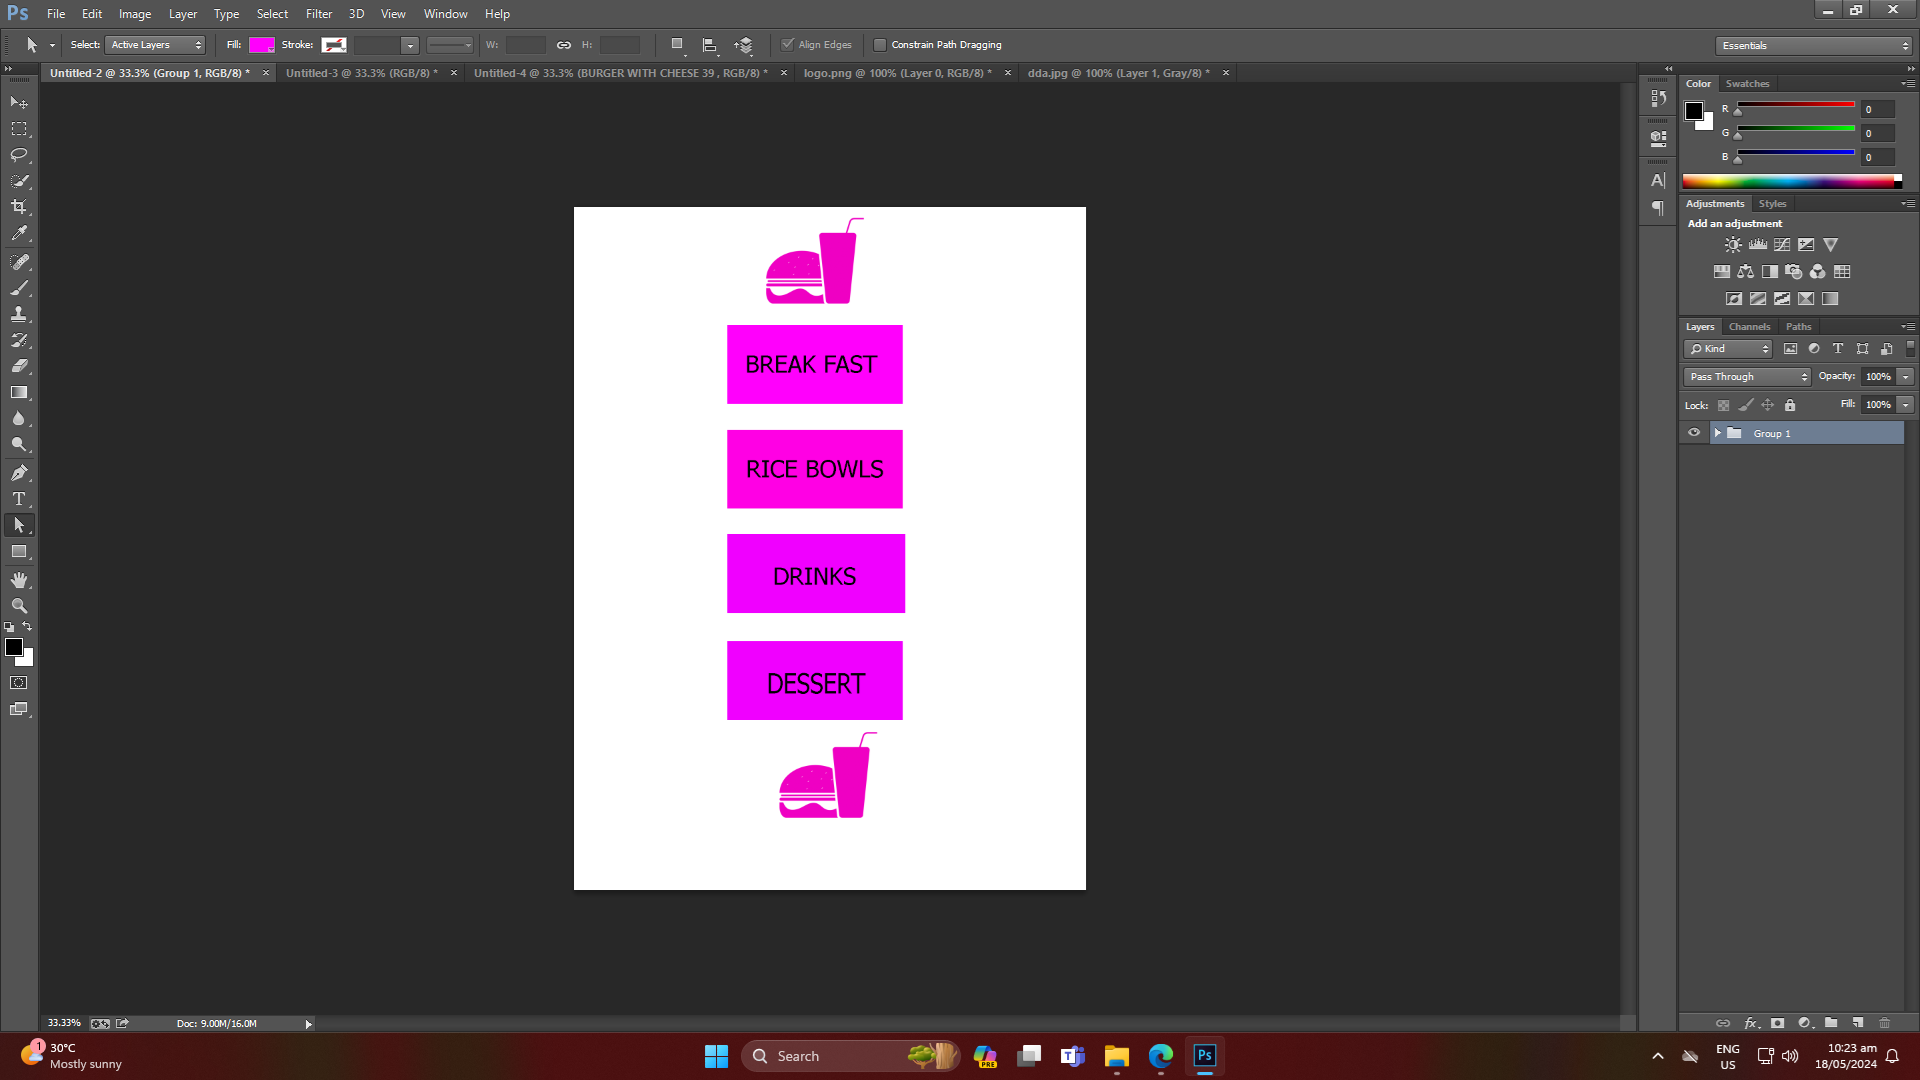 Ps File Edit Image Layer Type Select Filter 3D View Window Help
Select: Active Layers Fill: Stroke: W: H: Align Edges Constrain Path Dragging Essentials
Untitled-2 @ 33.3% (Group 1, RGB/8) * × Untitled-3 @ 33.3% (RGB/8) * × Untitled-4 @ 33.3% (BURGER WITH CHEESE 39 , RGB/8) * × logo.png @ 100% (Layer 0, RGB/8) * × dda.jpg @ 100% (Layer 1, Gray/8) * ×
Color Swatches
R 0
G 0
B 0
Adjustments Styles
Add an adjustment
Layers Channels Paths
Kind
Pass Through Opacity: 100%
Lock: Fill: 100%
Group 1
BREAK FAST
RICE BOWLS
DRINKS
DESSERT
33.33% Doc: 9.00M/16.0M
1
30°C
Mostly sunny
Search
PRE
Ps
ENG
US
10:23 am
18/05/2024